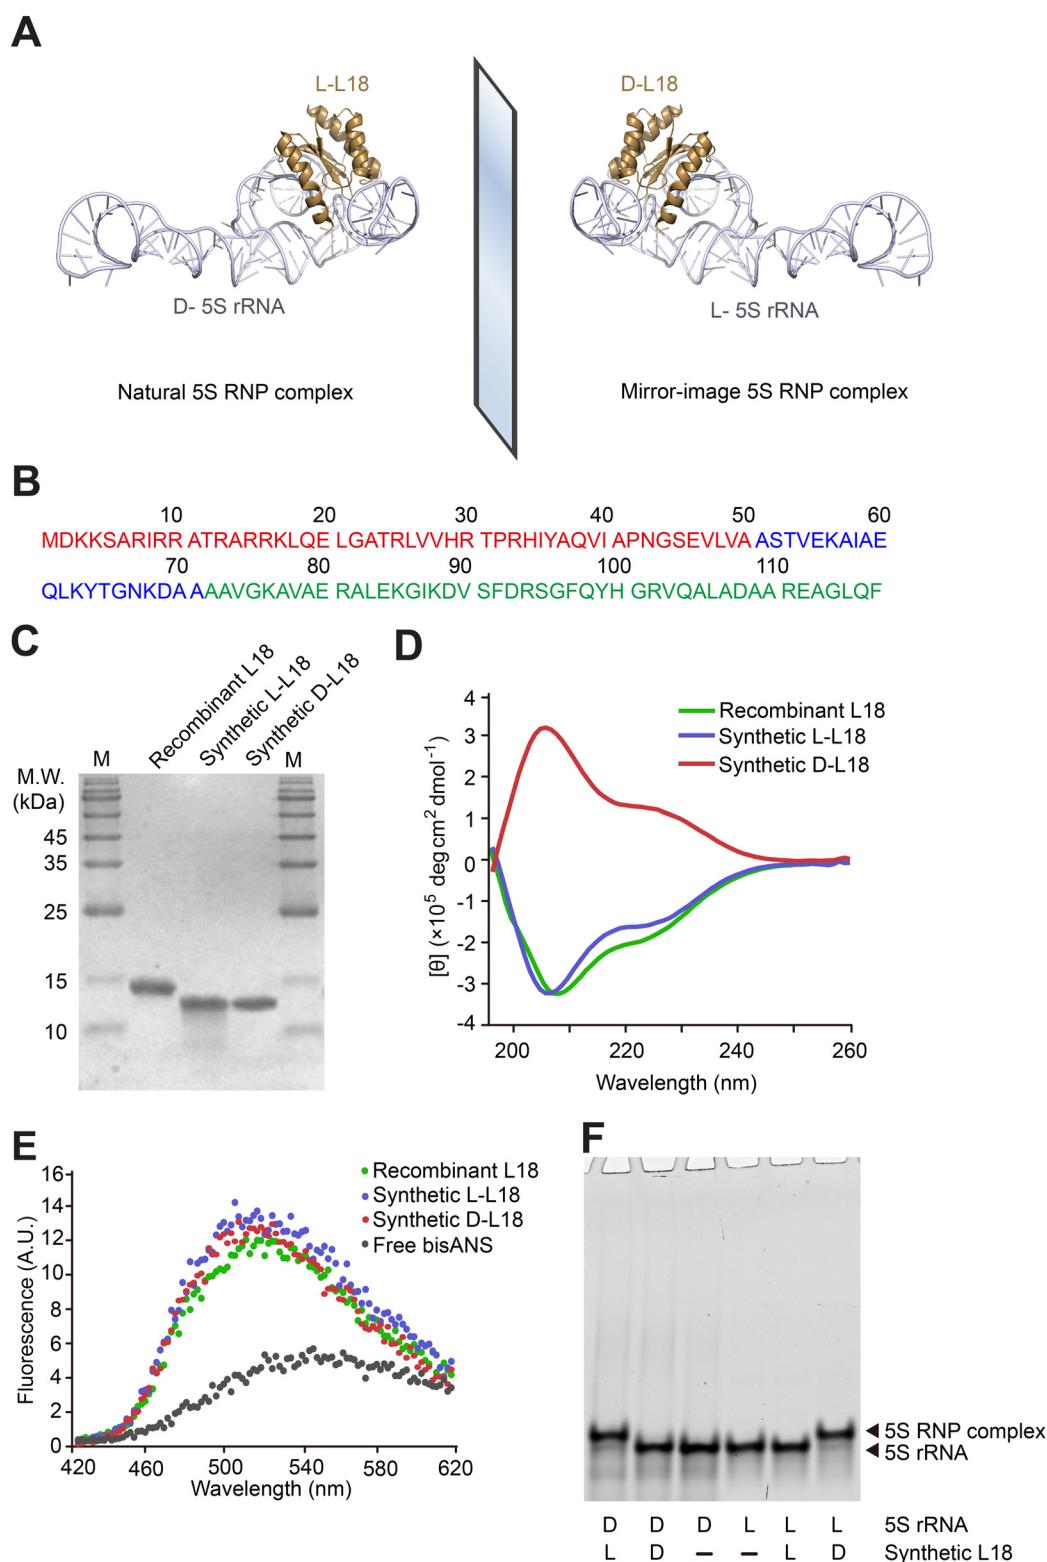 A
L-L18
D-L18
D- 5S rRNA
L- 5S rRNA
Natural 5S RNP complex
Mirror-image 5S RNP complex
B
10 20 30 40 50 60
MDKKSARIRR ATRARRKLQE LGATRLVVHR TPRHIYAQVI APNGSEVLVA ASTVEKAIAE
70 80 90 100 110
QLKYTGNKDA AAAVGKAVAE RALEKGIKDV SFDRSGFQYH GRVQALADAA REAGLQF
C
Recombinant L18
Synthetic L-L18
Synthetic D-L18
M
M
M.W.
(kDa)
45
35
25
15
10
D
4
3
2
1
0
-1
-2
-3
-4
[θ] (×10⁵ deg cm² dmol⁻¹)
Recombinant L18
Synthetic L-L18
Synthetic D-L18
200 220 240 260
Wavelength (nm)
E
16
14
12
10
8
6
4
2
0
Fluorescence (A.U.)
Recombinant L18
Synthetic L-L18
Synthetic D-L18
Free bisANS
420 460 500 540 580 620
Wavelength (nm)
F
5S RNP complex
5S rRNA
D D D L L L 5S rRNA
L D – – L D Synthetic L18